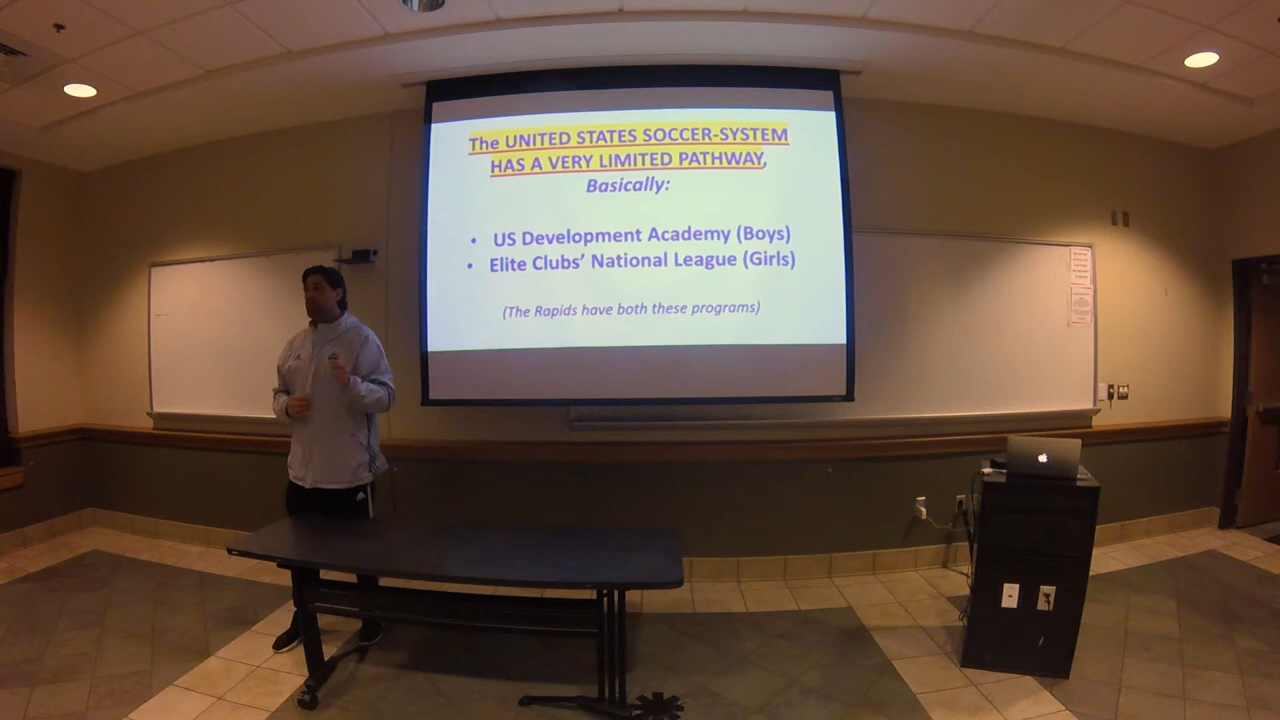 The UNITED STATES SOCCER-SYSTEM
HAS A VERY LIMITED PATHWAY,
Basically:
• US Development Academy (Boys)
• Elite Clubs' National League (Girls)
(The Rapids have both these programs)